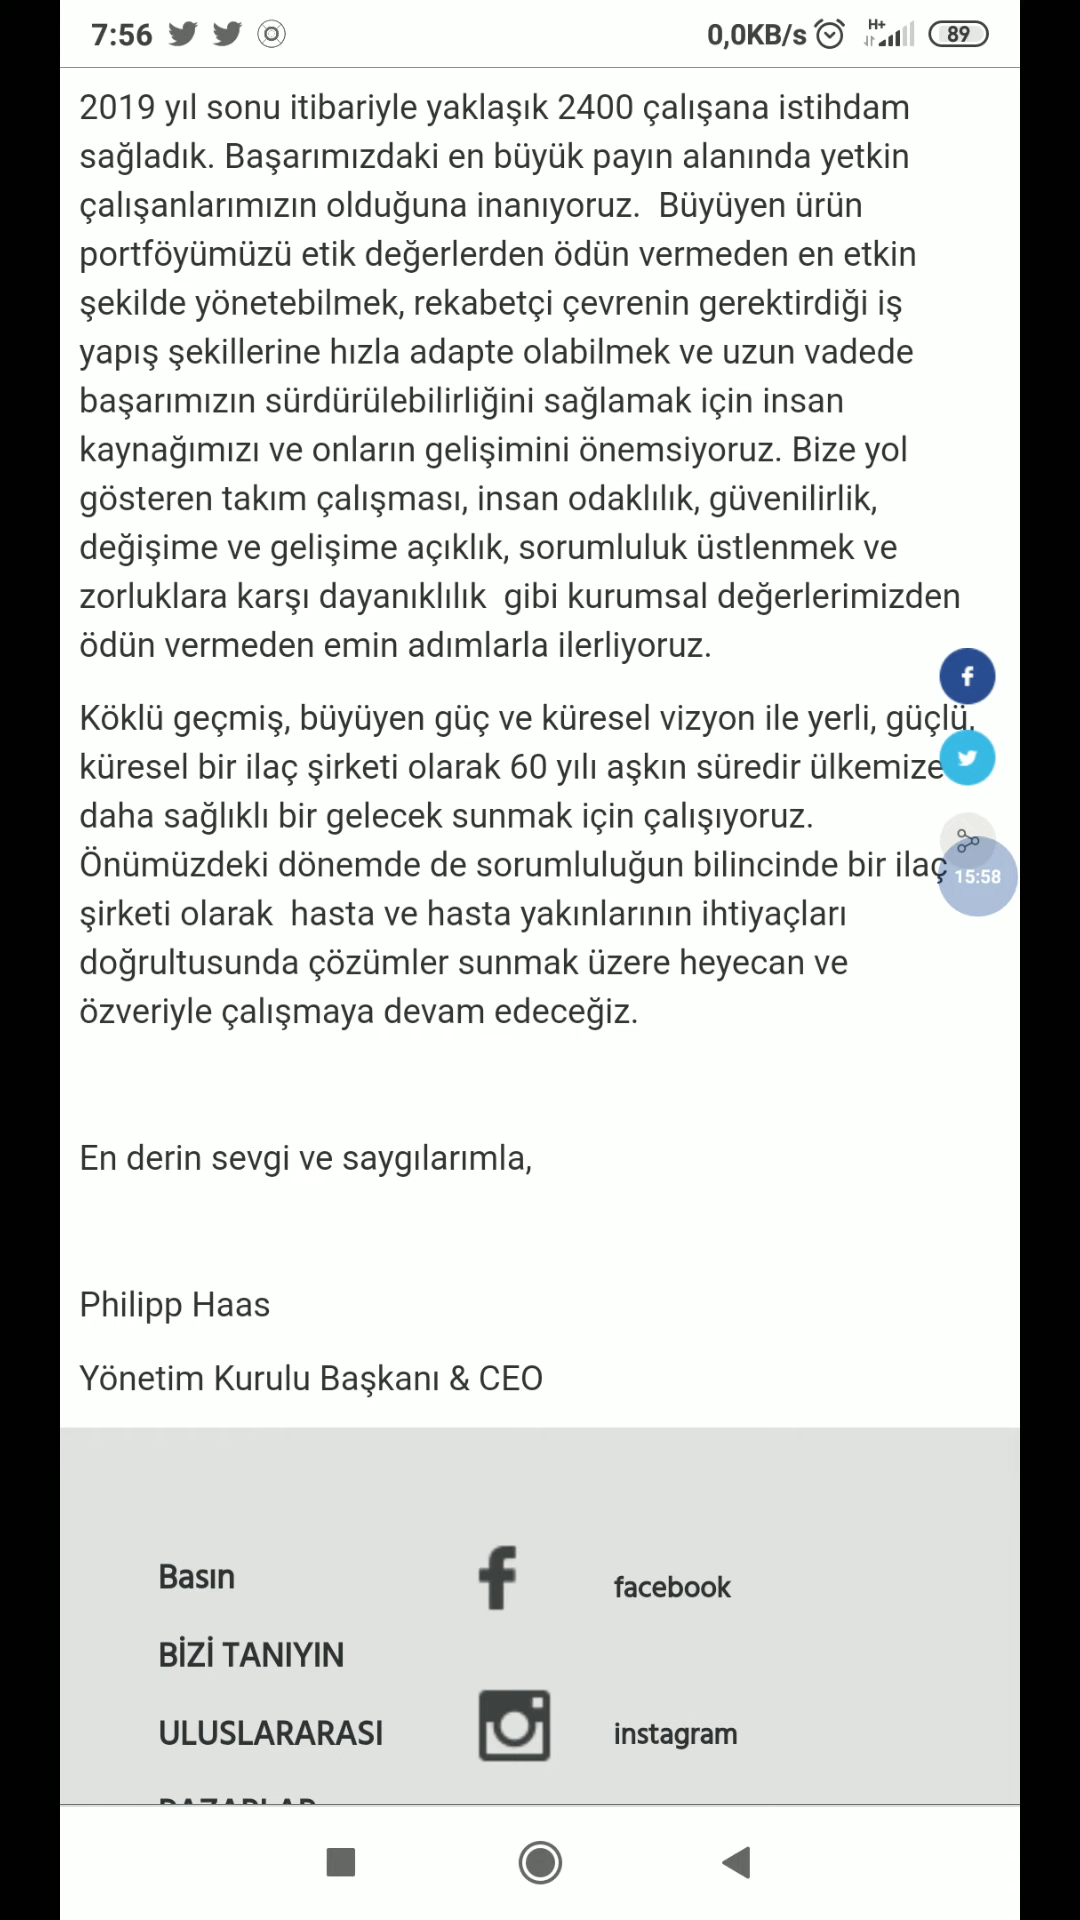 7:56
0,0KB/s H+ 89
2019 yıl sonu itibariyle yaklaşık 2400 çalışana istihdam
sağladık. Başarımızdaki en büyük payın alanında yetkin
çalışanlarımızın olduğuna inanıyoruz.  Büyüyen ürün
portföyümüzü etik değerlerden ödün vermeden en etkin
şekilde yönetebilmek, rekabetçi çevrenin gerektirdiği iş
yapış şekillerine hızla adapte olabilmek ve uzun vadede
başarımızın sürdürülebilirliğini sağlamak için insan
kaynağımızı ve onların gelişimini önemsiyoruz. Bize yol
gösteren takım çalışması, insan odaklılık, güvenilirlik,
değişime ve gelişime açıklık, sorumluluk üstlenmek ve
zorluklara karşı dayanıklılık  gibi kurumsal değerlerimizden
ödün vermeden emin adımlarla ilerliyoruz.
Köklü geçmiş, büyüyen güç ve küresel vizyon ile yerli, güçlü,
küresel bir ilaç şirketi olarak 60 yılı aşkın süredir ülkemize
daha sağlıklı bir gelecek sunmak için çalışıyoruz.
Önümüzdeki dönemde de sorumluluğun bilincinde bir ilaç
15:58
şirketi olarak  hasta ve hasta yakınlarının ihtiyaçları
doğrultusunda çözümler sunmak üzere heyecan ve
özveriyle çalışmaya devam edeceğiz.
En derin sevgi ve saygılarımla,
Philipp Haas
Yönetim Kurulu Başkanı & CEO
Basın
facebook
BİZİ TANIYIN
ULUSLARARASI
instagram
PAZARLAR